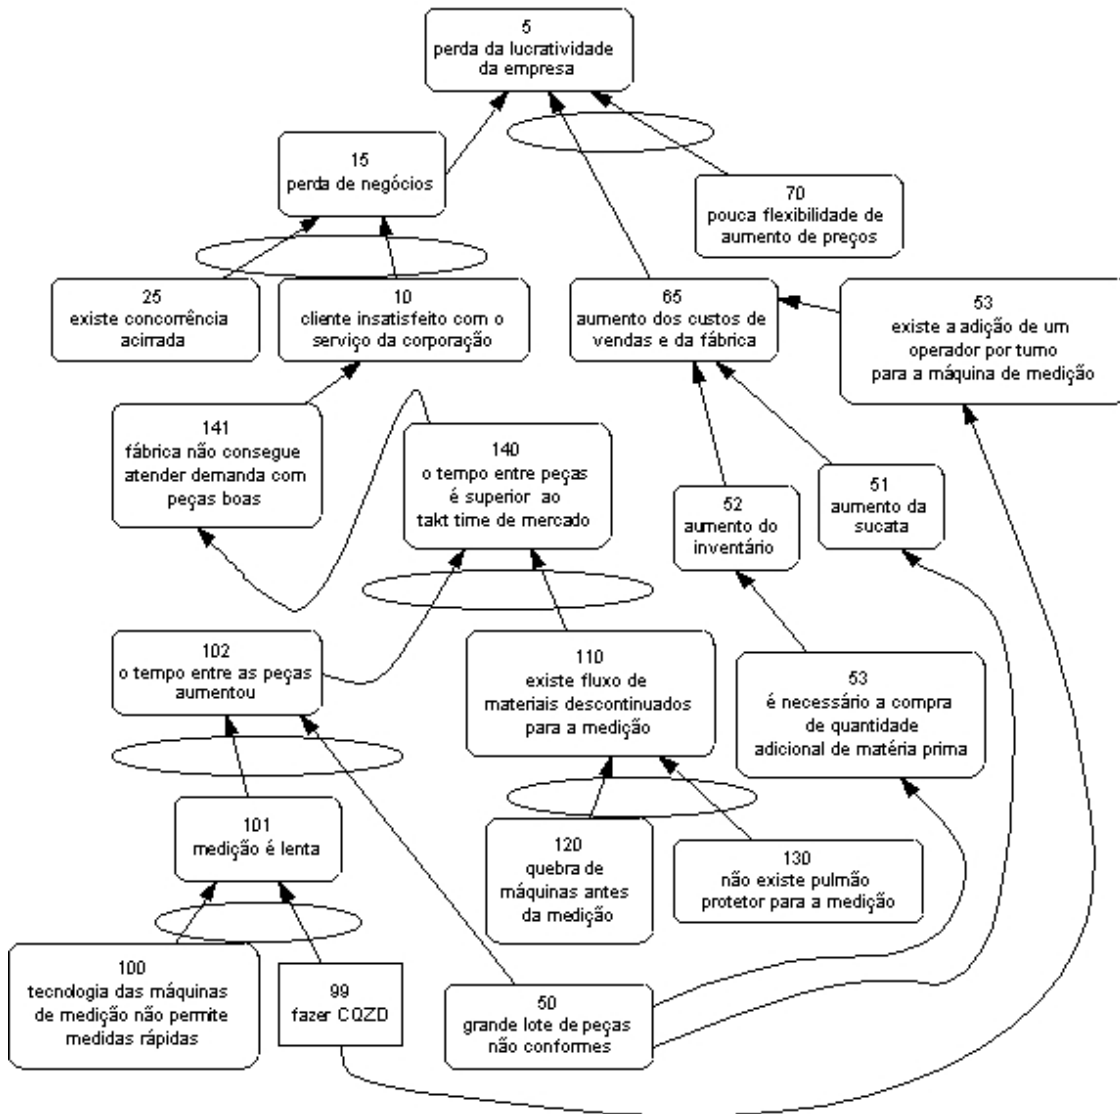 5
perda da lucratividade
da empresa
15
perda de negócios
70
pouca flexibilidade de
aumento de preços
25
existe concorrência
acirrada
10
cliente insatisfeito com o
serviço da corporação
65
aumento dos custos de
vendas e da fábrica
53
existe a adição de um
operador por turno
para a máquina de medição
141
fábrica não consegue
atender demanda com
peças boas
140
o tempo entre peças
é superior ao
takt time de mercado
52
aumento do
inventário
51
aumento da
sucata
102
o tempo entre as peças
aumentou
110
existe fluxo de
materiais descontinuados
para a medição
53
é necessário a compra
de quantidade
adicional de matéria prima
101
medição é lenta
120
quebra de
máquinas antes
da medição
130
não existe pulmão
protetor para a medição
100
tecnologia das máquinas
de medição não permite
medidas rápidas
99
fazer CQZD
50
grande lote de peças
não conformes